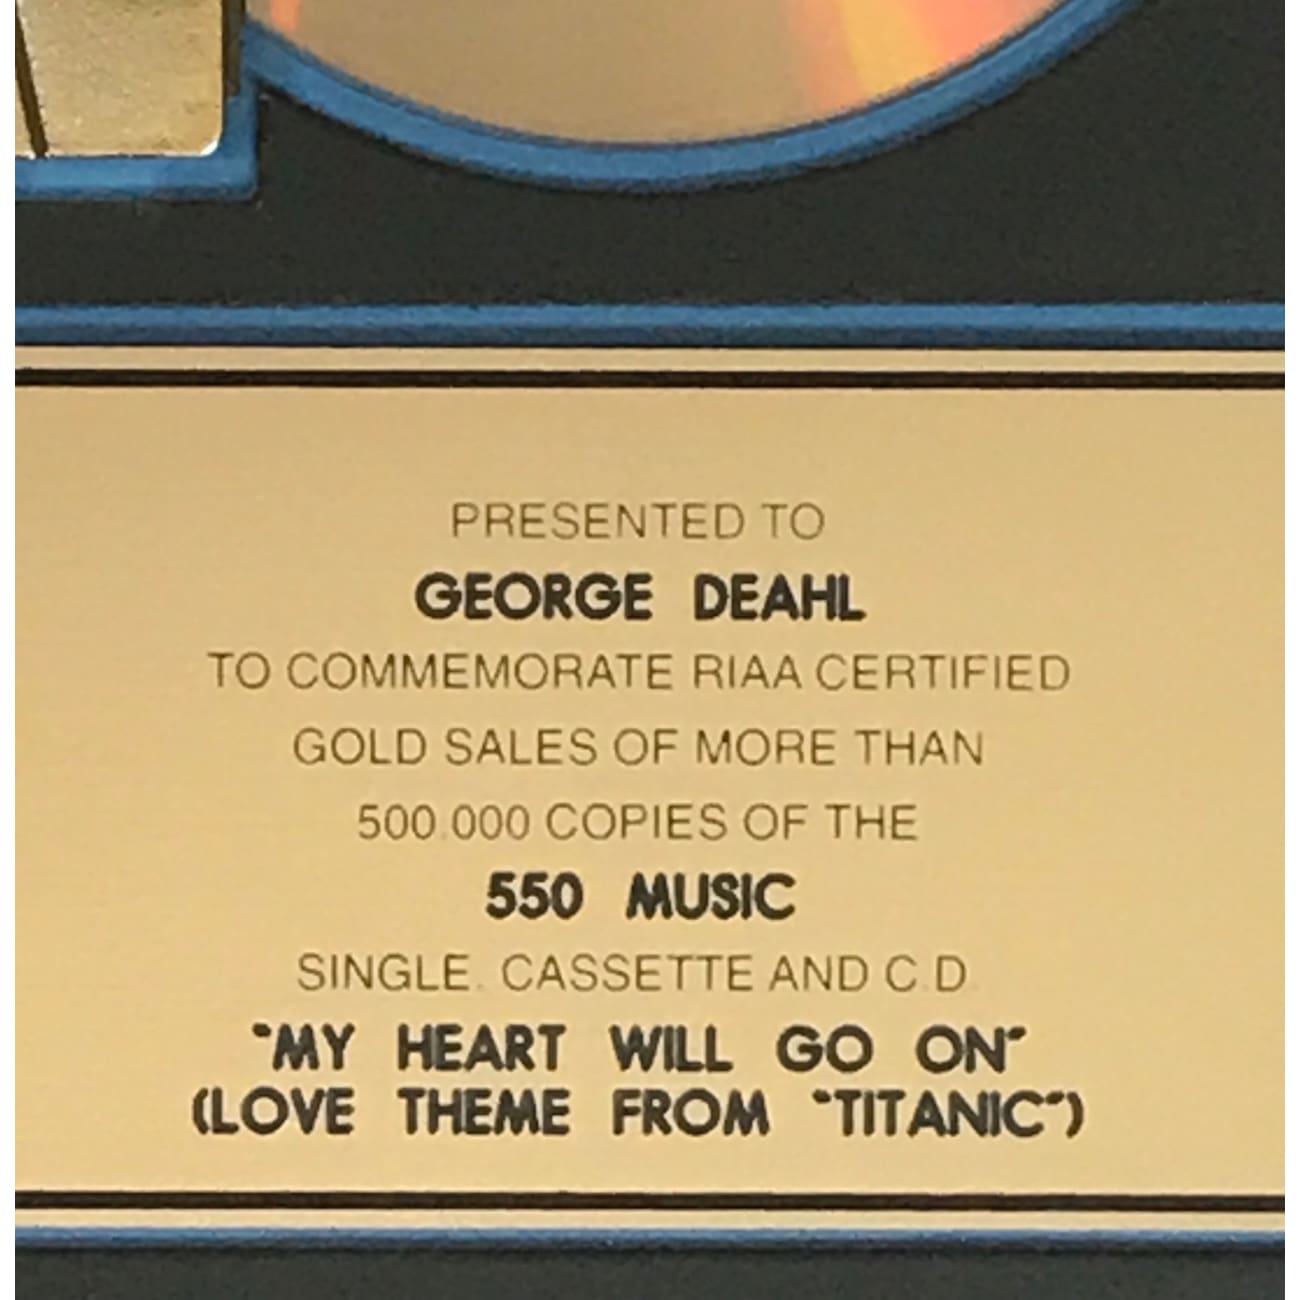 PRESENTED TO
GEORGE DEAHL
TO COMMEMORATE RIAA CERTIFIED
GOLD SALES OF MORE THAN
500,000 COPIES OF THE
550 MUSIC
SINGLE, CASSETTE AND C.D.
"MY HEART WILL GO ON"
(LOVE THEME FROM "TITANIC")